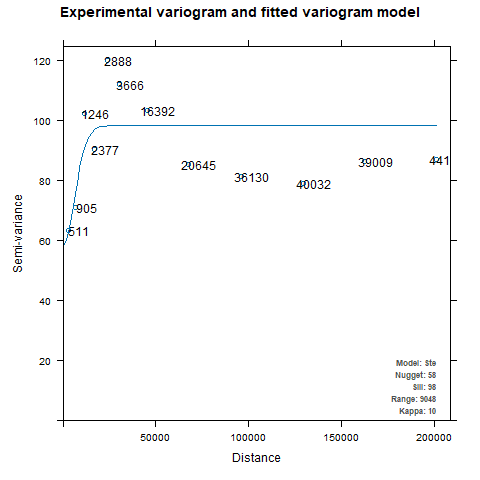 Experimental variogram and fitted variogram model
120
100
80
60
40
20
Semi-variance
2888
3666
1246
16392
2377
20645
36130
40032
39009
441
905
511
Model: Ste
Nugget: 58
Sill: 98
Range: 9048
Kappa: 10
50000 100000 150000 200000
Distance